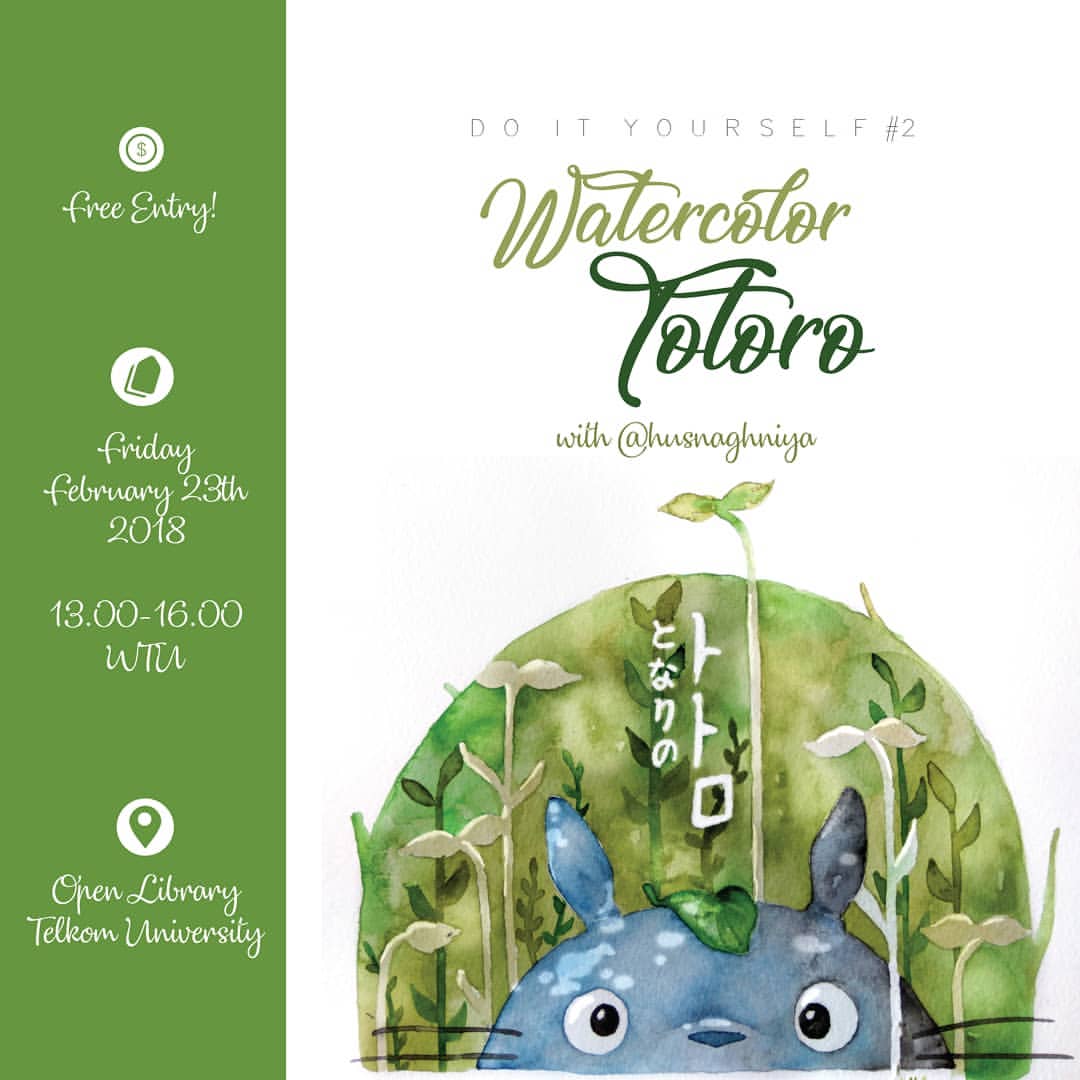 Free Entry!
Friday
February 23th
2018
13.00-16.00
WTU
Open Library
Telkom University
DO IT YOURSELF #2
Watercolor
Totoro
with @husnaghniya
となりの
トトロ